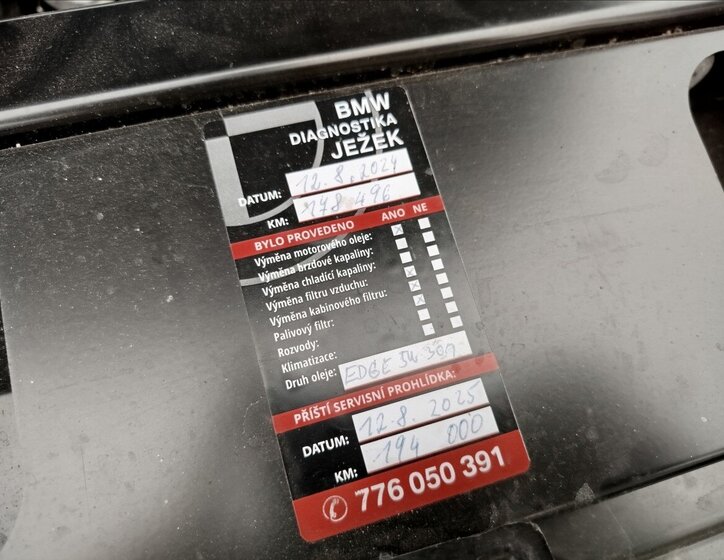 BMW
DIAGNOSTIKA
JEŽEK
DATUM: 12.8.2024
KM: 178 496
BYLO PROVEDENO ANO NE
Výměna motorového oleje:
Výměna brzdové kapaliny:
Výměna chladící kapaliny:
Výměna filtru vzduchu:
Výměna kabinového filtru:
Palivový filtr:
Rozvody:
Klimatizace:
Druh oleje: EDGE 5W 30
PŘÍŠTÍ SERVISNÍ PROHLÍDKA:
DATUM: 12.8.2025
KM: 194 000
776 050 391